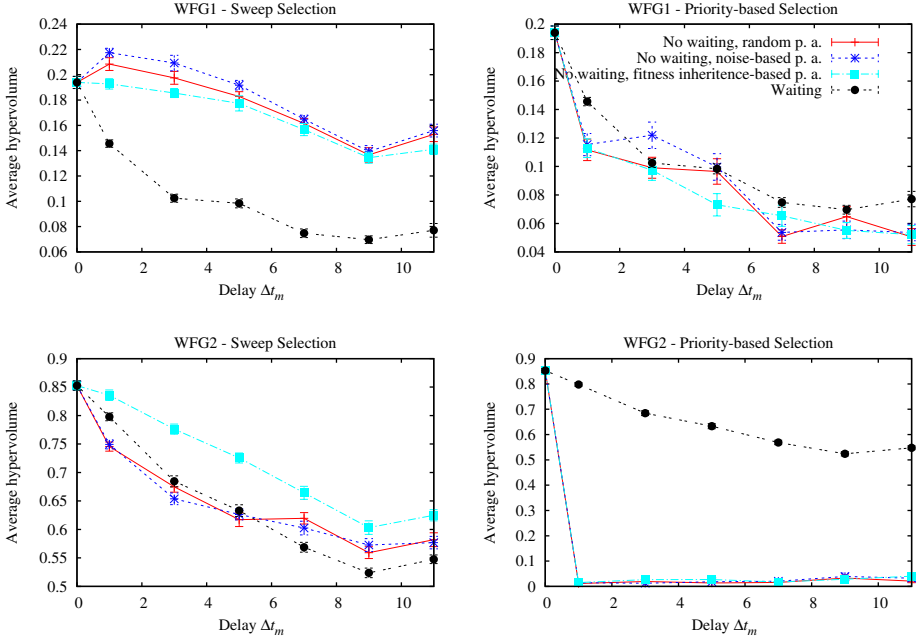 WFG1 - Sweep Selection
0.24
0.22
0.20
0.18
0.16
0.14
0.12
0.1
0.08
0.06
Average hypervolume
0 2 4 6 8 10
Delay Δt_m
WFG1 - Priority-based Selection
0.2
0.18
0.16
0.14
0.12
0.1
0.08
0.06
0.04
Average hypervolume
No waiting, random p. a.
No waiting, noise-based p. a.
No waiting, fitness inheritence-based p. a.
Waiting
0 2 4 6 8 10
Delay Δt_m
WFG2 - Sweep Selection
0.9
0.85
0.8
0.75
0.7
0.65
0.6
0.55
0.5
Average hypervolume
0 2 4 6 8 10
Delay Δt_m
WFG2 - Priority-based Selection
0.9
0.8
0.7
0.6
0.5
0.4
0.3
0.2
0.1
0
Average hypervolume
0 2 4 6 8 10
Delay Δt_m